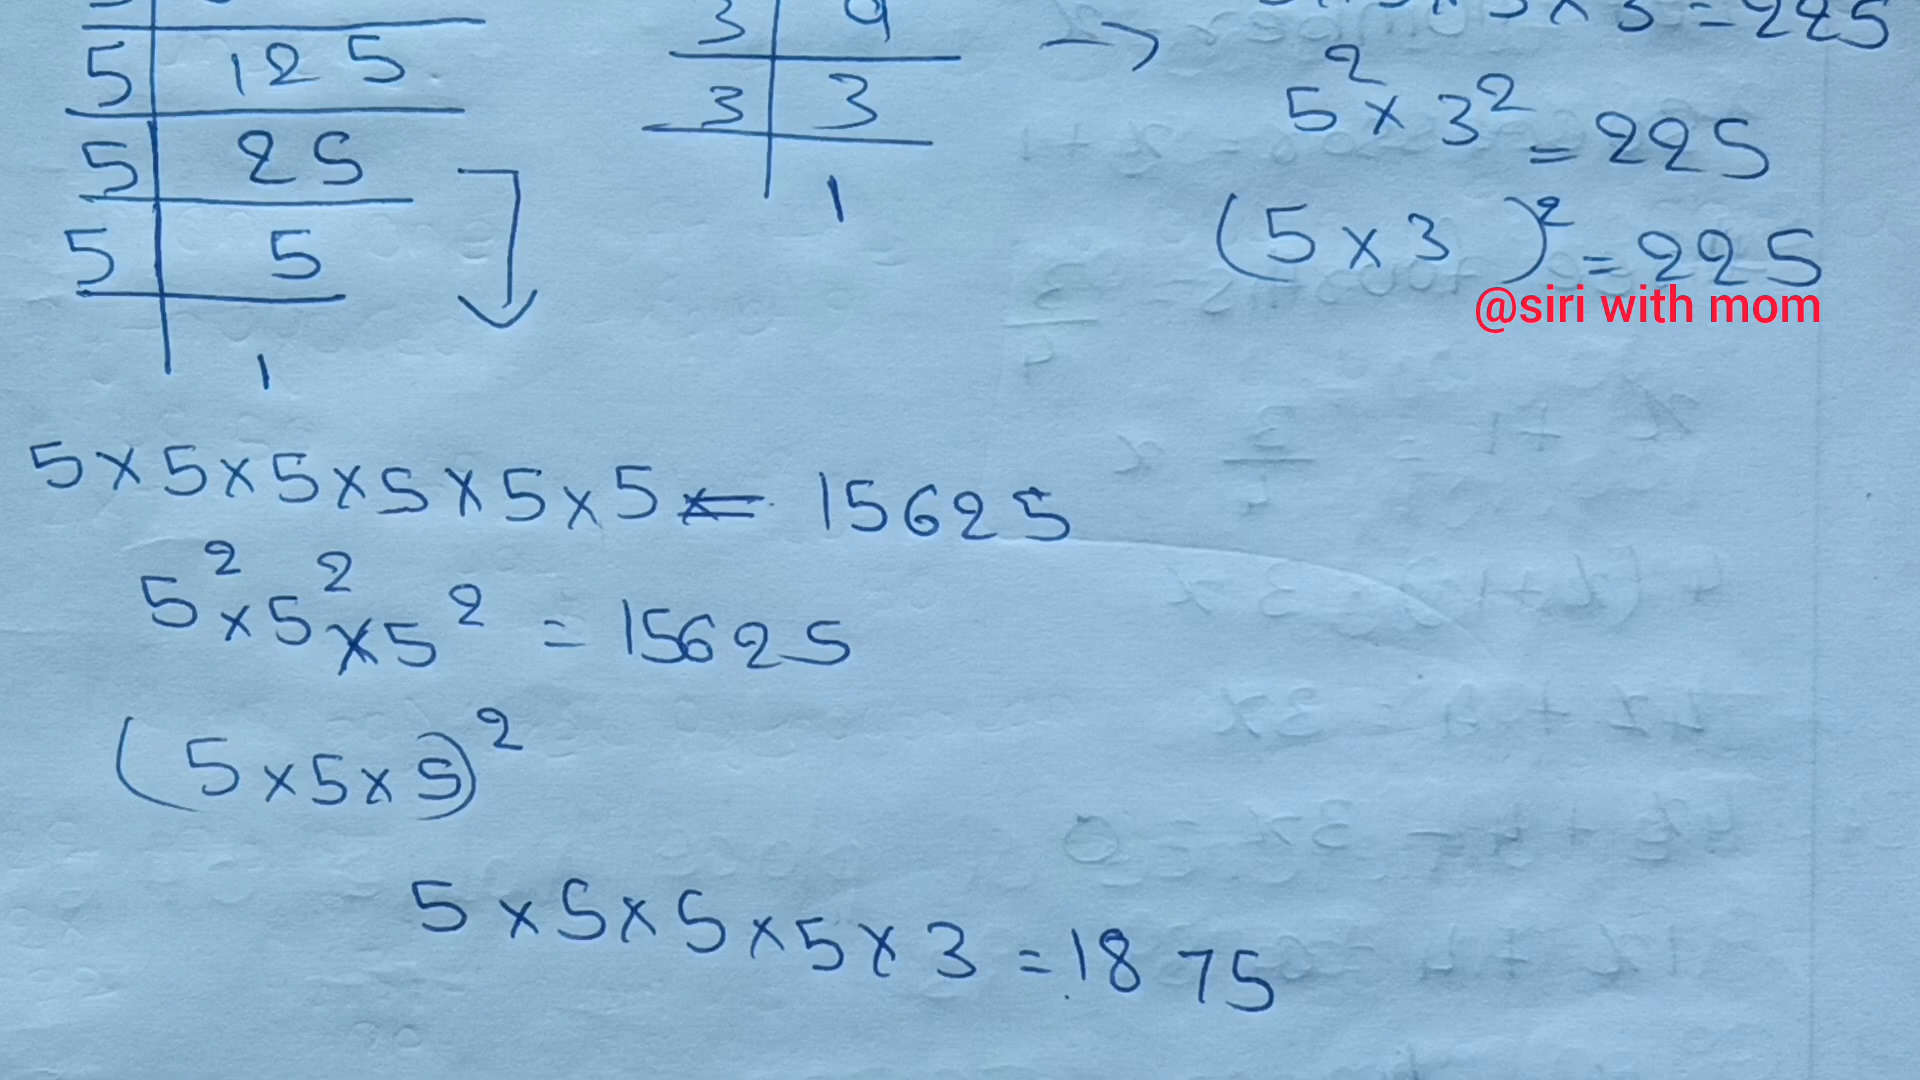 5 125
5 25
5 5
1
3 9
3 3
1
5² × 3² = 225
(5 × 3)² = 225
@siri with mom
5 × 5 × 5 × 5 × 5 × 5 = 15625
5² × 5² × 5² = 15625
(5 × 5 × 5)²
5 × 5 × 5 × 5 × 3 = 1875